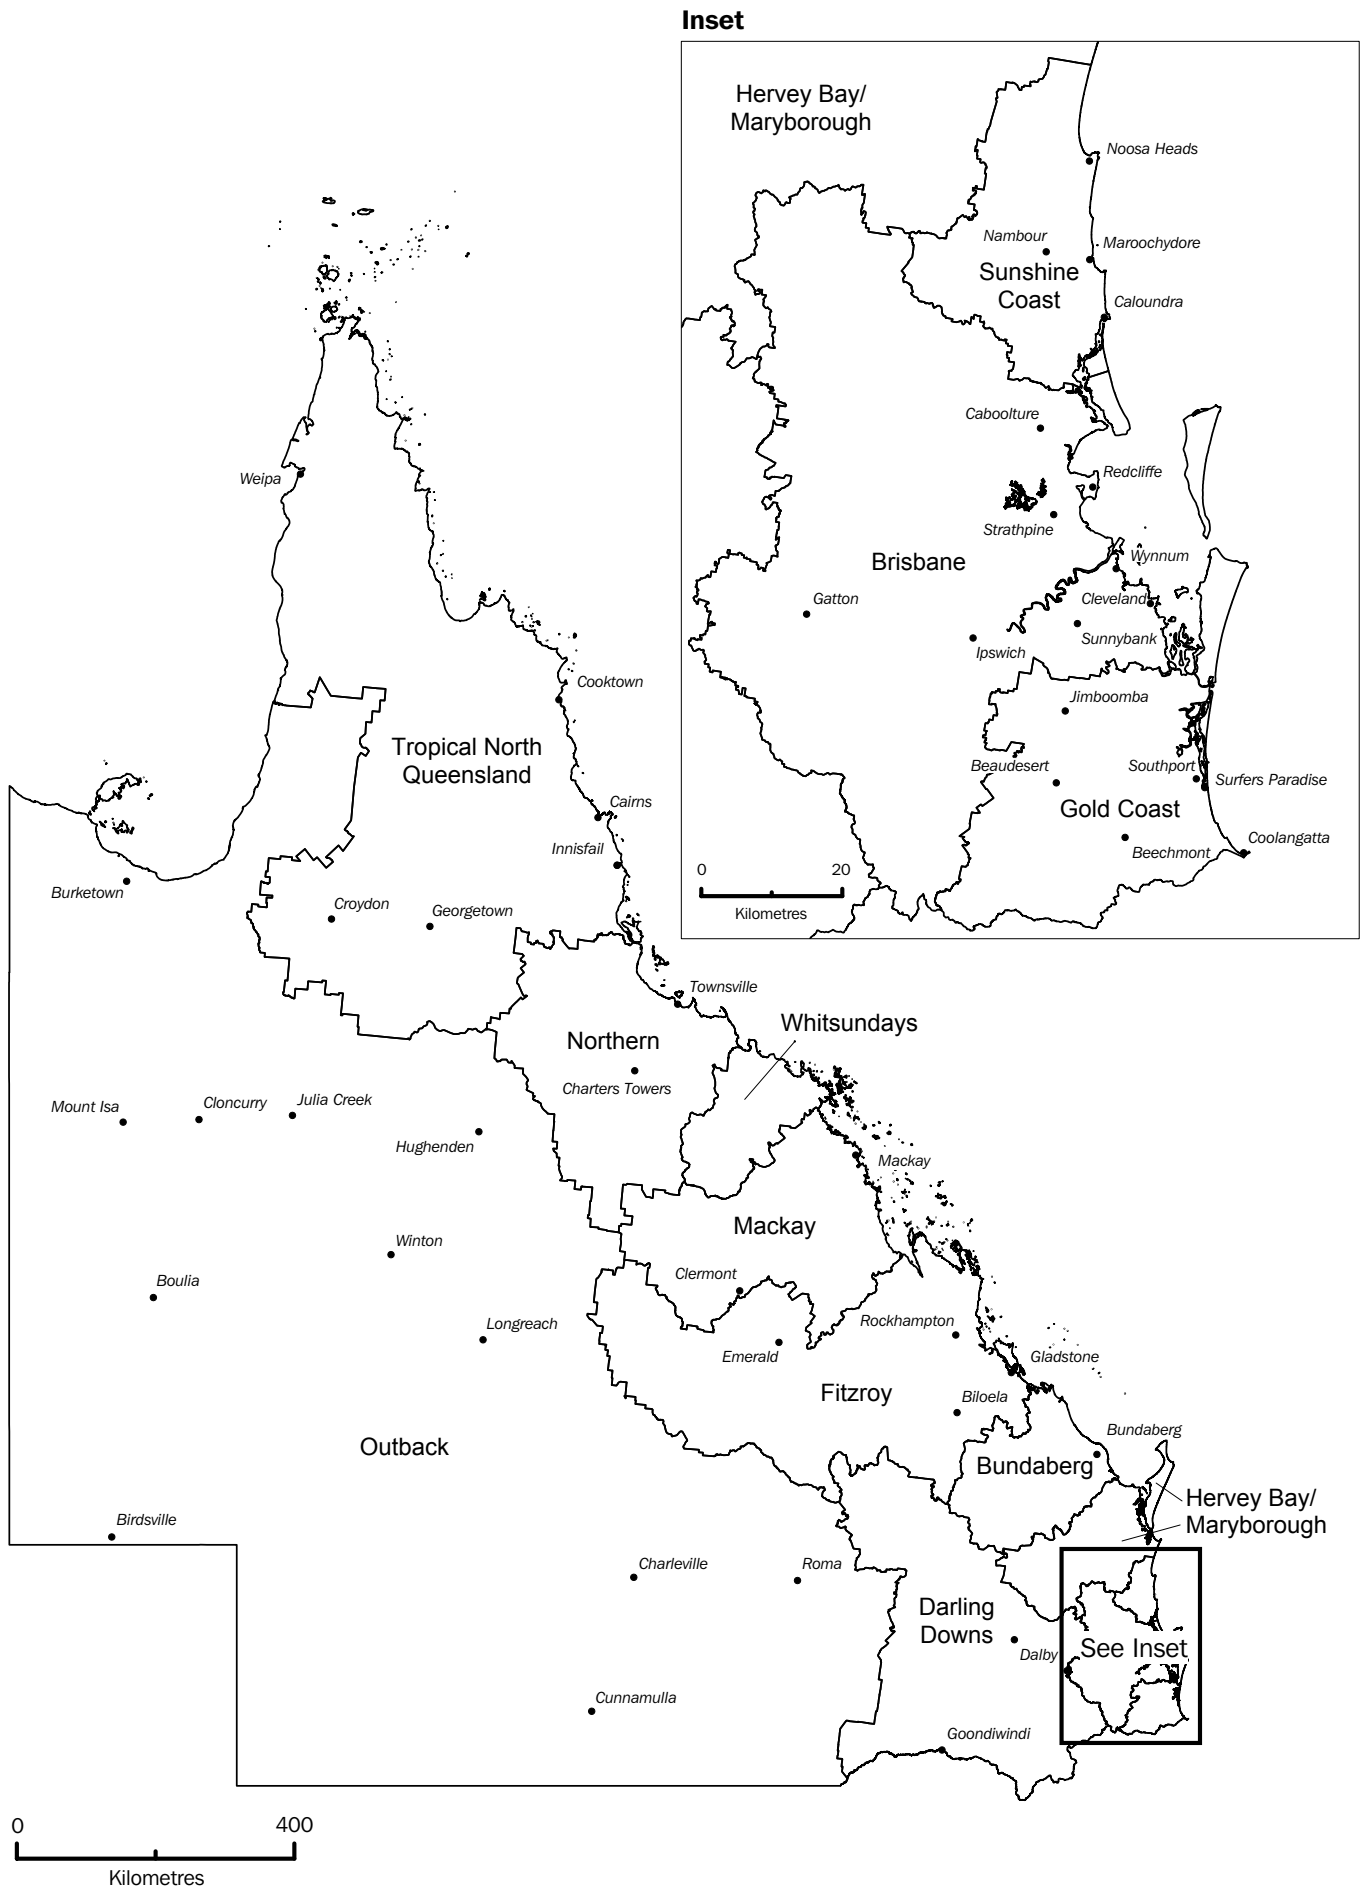 Inset
Hervey Bay/
Maryborough
Noosa Heads
Nambour
Maroochydore
Sunshine
Coast
Caloundra
Caboolture
Redcliffe
Strathpine
Wynnum
Brisbane
Gatton
Cleveland
Sunnybank
Ipswich
Jimboomba
Beaudesert
Southport
Surfers Paradise
Gold Coast
Coolangatta
Beechmont
0 20
Kilometres
Weipa
Cooktown
Tropical North
Queensland
Cairns
Innisfail
Burketown
Croydon
Georgetown
Townsville
Whitsundays
Northern
Charters Towers
Mount Isa
Cloncurry
Julia Creek
Hughenden
Mackay
Mackay
Winton
Clermont
Boulia
Longreach
Rockhampton
Emerald
Gladstone
Fitzroy
Biloela
Outback
Bundaberg
Bundaberg
Hervey Bay/
Maryborough
Birdsville
Charleville
Roma
Darling
Downs
See Inset
Dalby
Cunnamulla
Goondiwindi
0 400
Kilometres